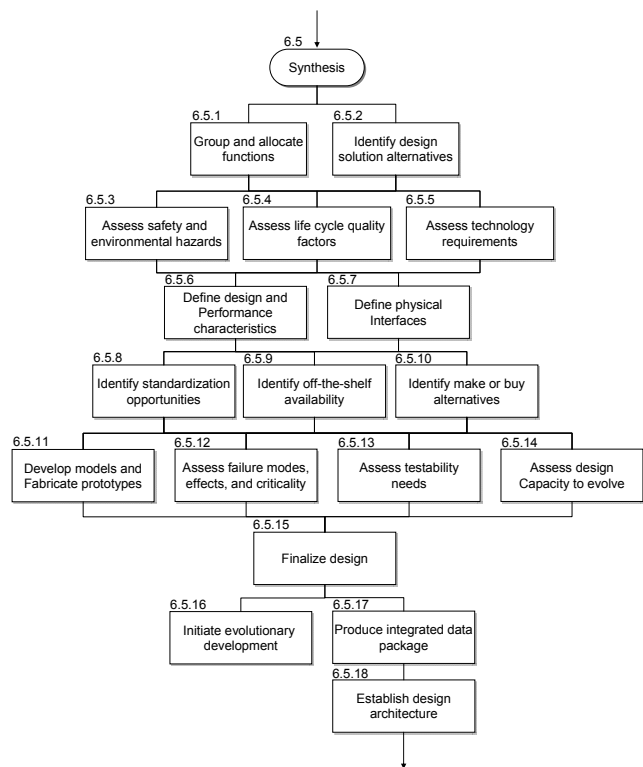 6.5
Synthesis
6.5.1
Group and allocate
functions
6.5.2
Identify design
solution alternatives
6.5.3
Assess safety and
environmental hazards
6.5.4
Assess life cycle quality
factors
6.5.5
Assess technology
requirements
6.5.6
Define design and
Performance
characteristics
6.5.7
Define physical
Interfaces
6.5.8
Identify standardization
opportunities
6.5.9
Identify off-the-shelf
availability
6.5.10
Identify make or buy
alternatives
6.5.11
Develop models and
Fabricate prototypes
6.5.12
Assess failure modes,
effects, and criticality
6.5.13
Assess testability
needs
6.5.14
Assess design
Capacity to evolve
6.5.15
Finalize design
6.5.16
Initiate evolutionary
development
6.5.17
Produce integrated data
package
6.5.18
Establish design
architecture